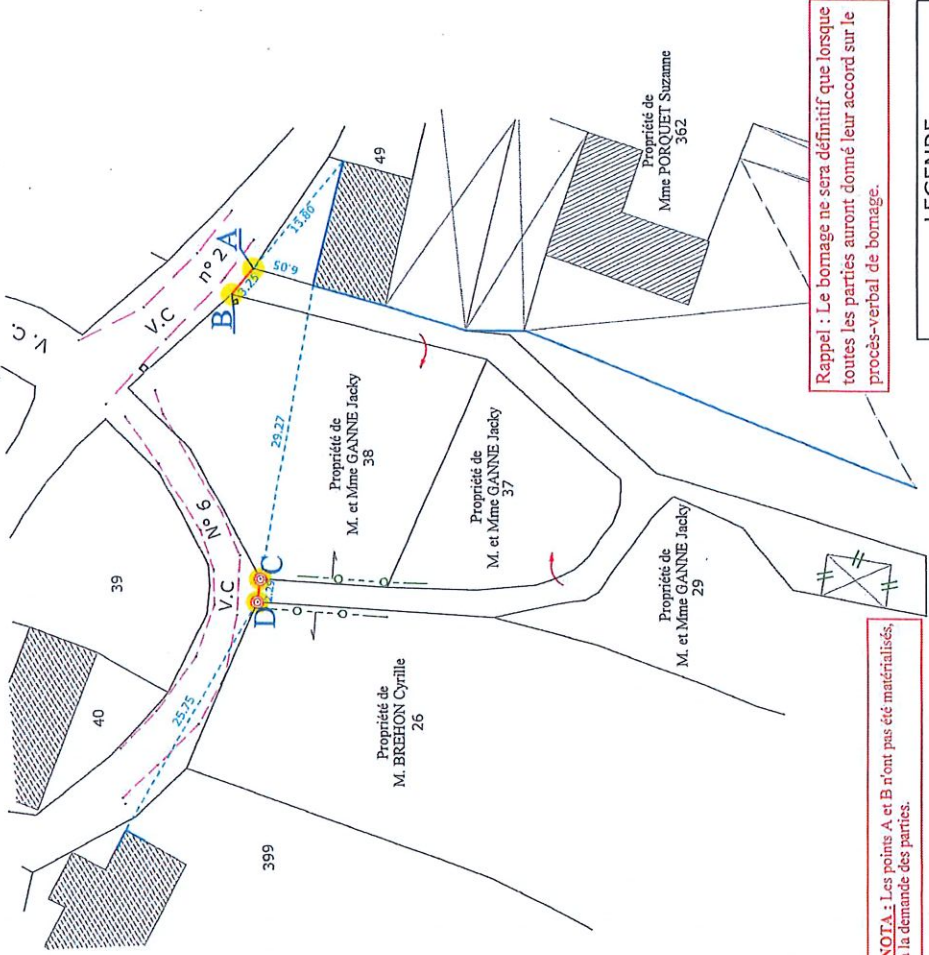 V.C.
V.C
n° 2
A
B
3.25
6.05
13.80
49
Propriété de
Mme PORQUET Suzanne
362
Rappel : Le bornage ne sera définitif que lorsque
toutes les parties auront donné leur accord sur le
procès-verbal de bornage.
LEGENDE
29.27
Propriété de
M. et Mme GANNE Jacky
38
Propriété de
M. et Mme GANNE Jacky
37
V.C
N° 6
39
40
C
D
25.75
Propriété de
M. BREHON Cyrille
26
Propriété de
M. et Mme GANNE Jacky
29
399
NOTA : Les points A et B n'ont pas été matérialisés,
à la demande des parties.